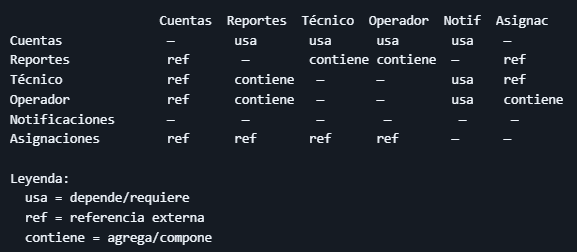 Cuentas Reportes Técnico Operador Notif Asignac
Cuentas — usa usa usa usa —
Reportes ref — contiene contiene — ref
Técnico ref contiene — — usa ref
Operador ref contiene — — usa contiene
Notificaciones — — — — — —
Asignaciones ref ref ref ref — —
Leyenda:
usa = depende/requiere
ref = referencia externa
contiene = agrega/compone